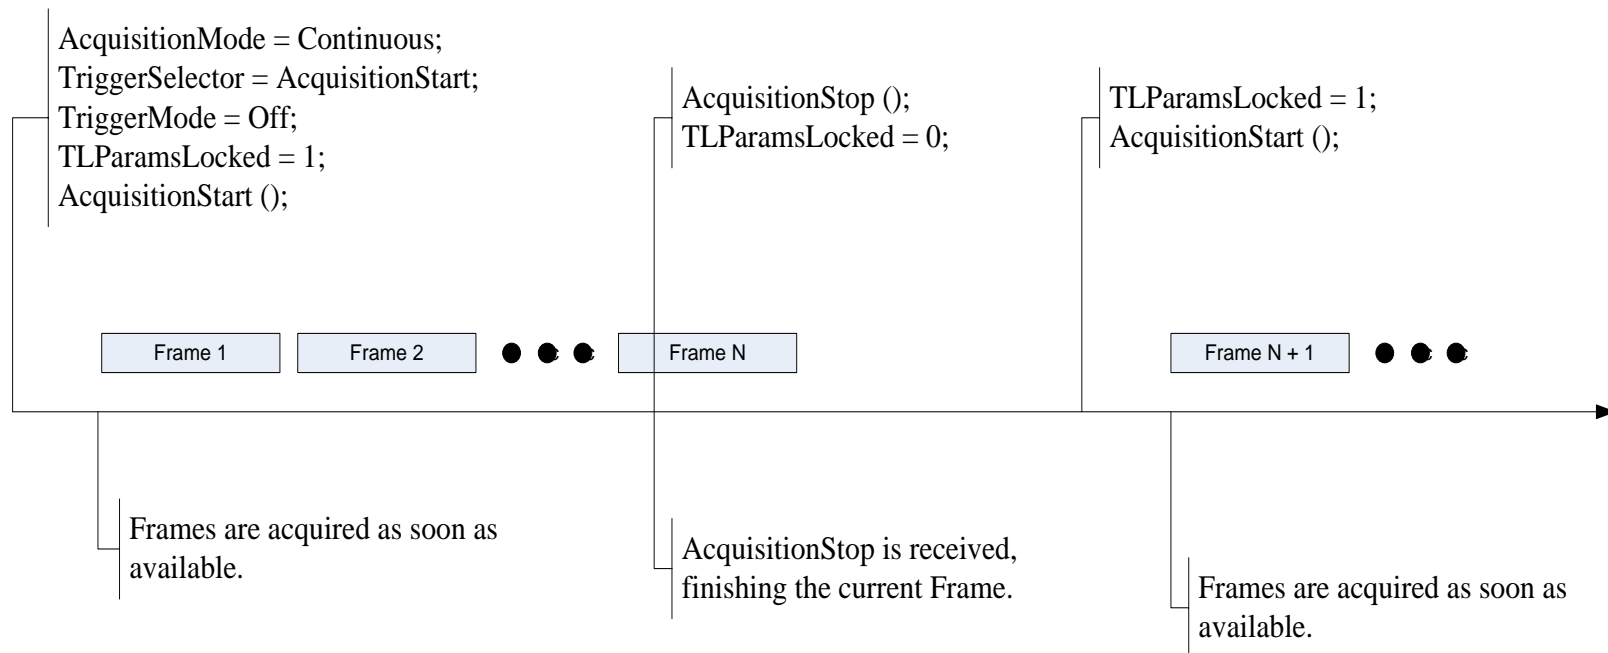 AcquisitionMode = Continuous;
TriggerSelector = AcquisitionStart;
TriggerMode = Off;
TLParamsLocked = 1;
AcquisitionStart ();
AcquisitionStop ();
TLParamsLocked = 0;
TLParamsLocked = 1;
AcquisitionStart ();
Frame 1
Frame 2
Frame N
Frame N + 1
Frames are acquired as soon as
available.
AcquisitionStop is received,
finishing the current Frame.
Frames are acquired as soon as
available.